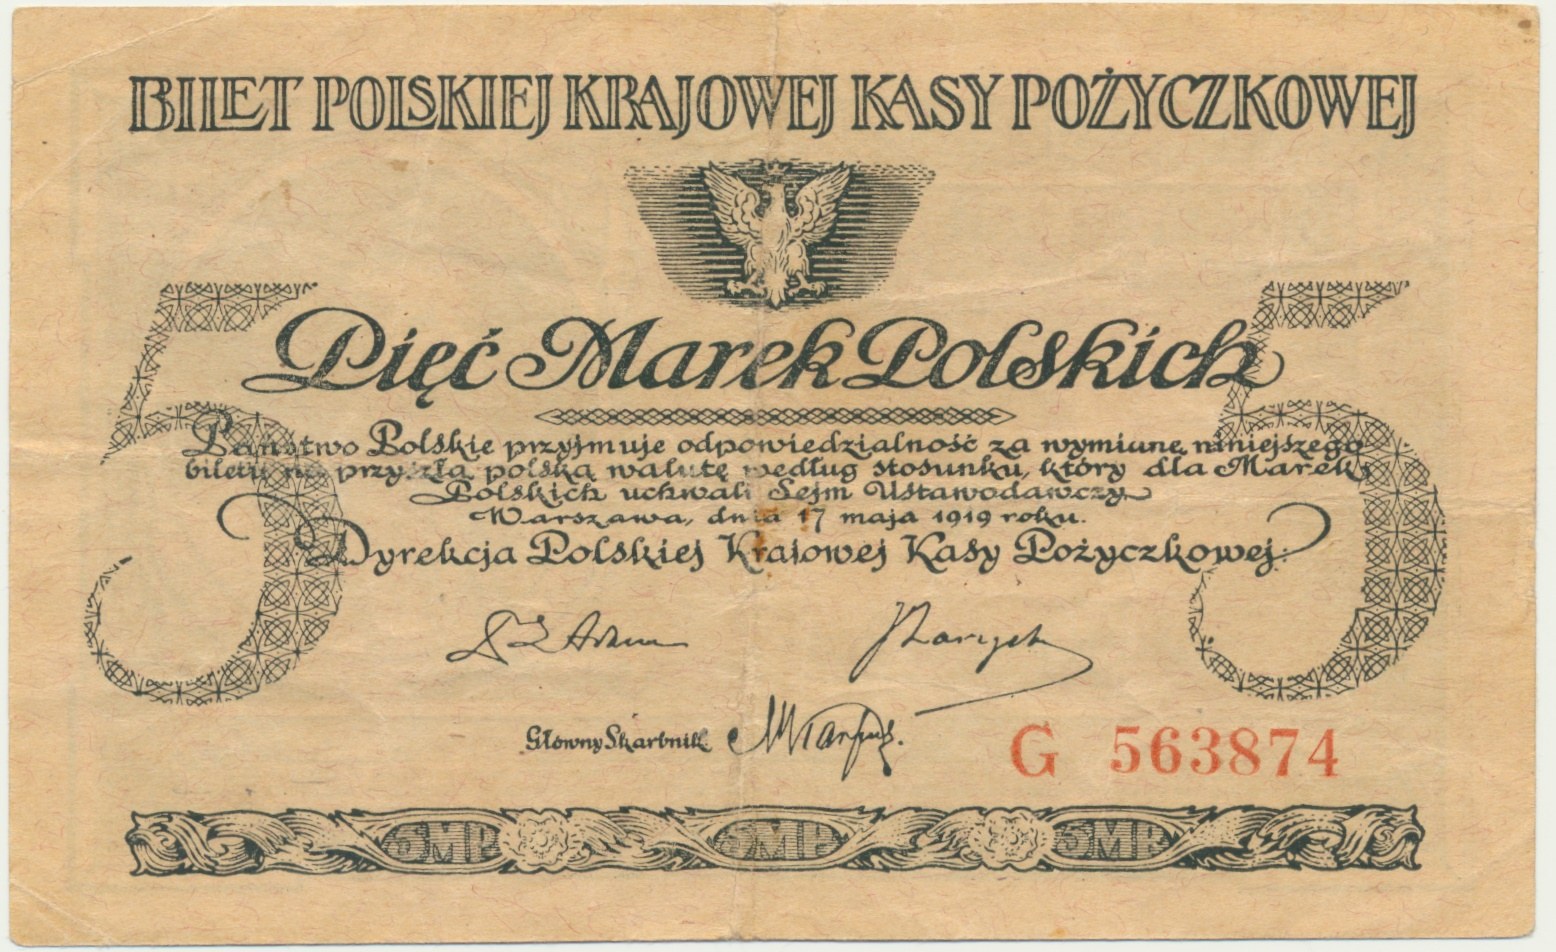 BILET POLSKIEJ KRAJOWEJ KASY POŻYCZKOWEJ
5 5
Pięć Marek Polskich
Państwo Polskie przyjmuje odpowiedzialność za wymianę niniejszego
biletu na przyszłą polską walutę według stosunku, który dla Marek
Polskich uchwali Sejm Ustawodawczy
Warszawa, dnia 17 maja 1919 roku.
Dyrekcja Polskiej Krajowej Kasy Pożyczkowej:
Główny Skarbnik
G 563874
5MP 5MP 5MP